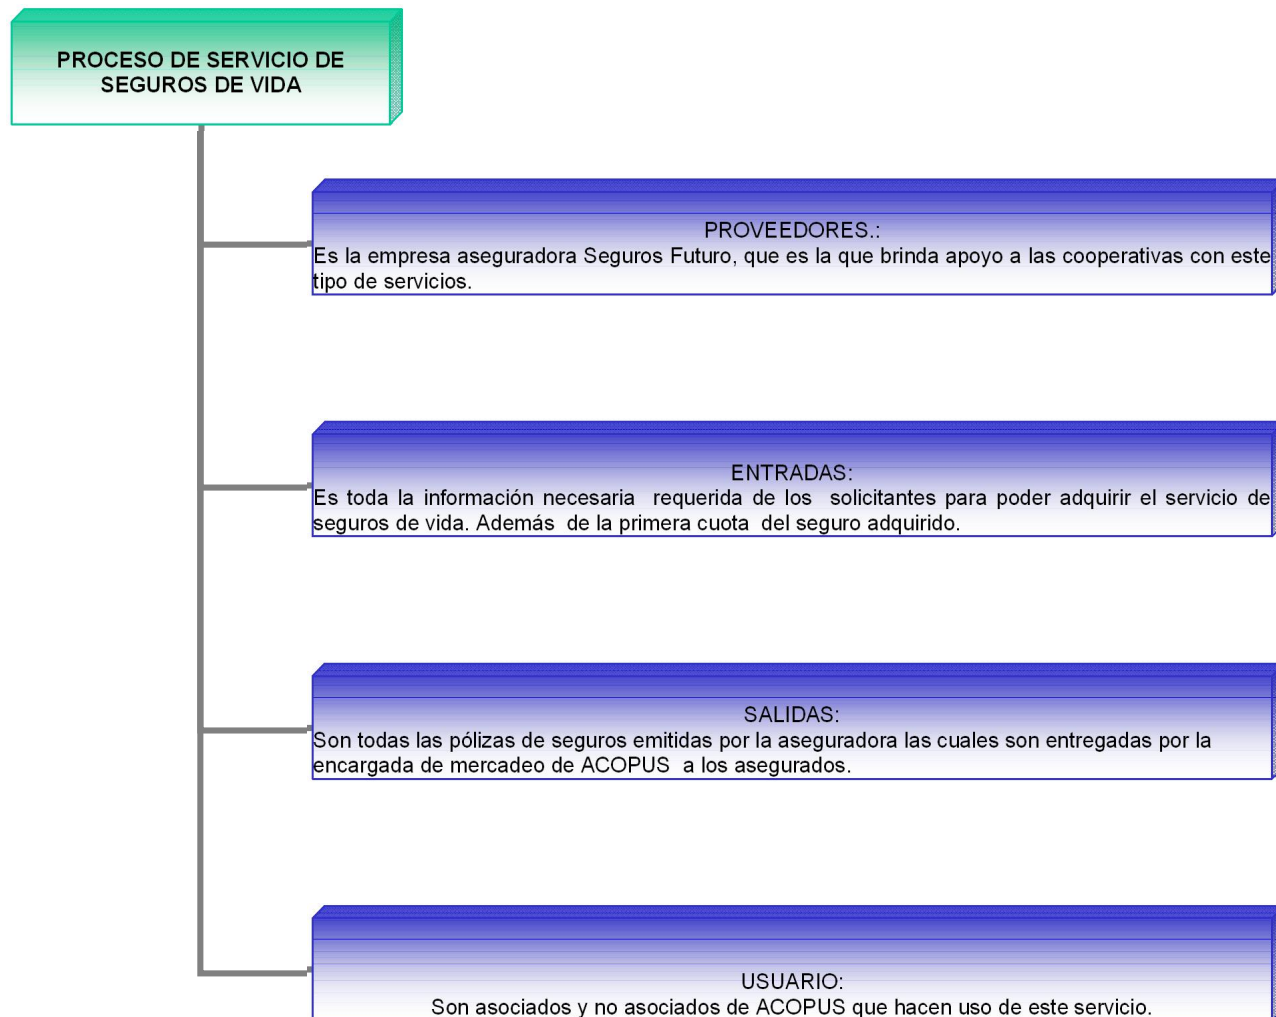 PROCESO DE SERVICIO DE
SEGUROS DE VIDA
PROVEEDORES.:
Es la empresa aseguradora Seguros Futuro, que es la que brinda apoyo a las cooperativas con este
tipo de servicios.
ENTRADAS:
Es toda la información necesaria requerida de los solicitantes para poder adquirir el servicio de
seguros de vida. Además de la primera cuota del seguro adquirido.
SALIDAS:
Son todas las pólizas de seguros emitidas por la aseguradora las cuales son entregadas por la
encargada de mercadeo de ACOPUS a los asegurados.
USUARIO:
Son asociados y no asociados de ACOPUS que hacen uso de este servicio.